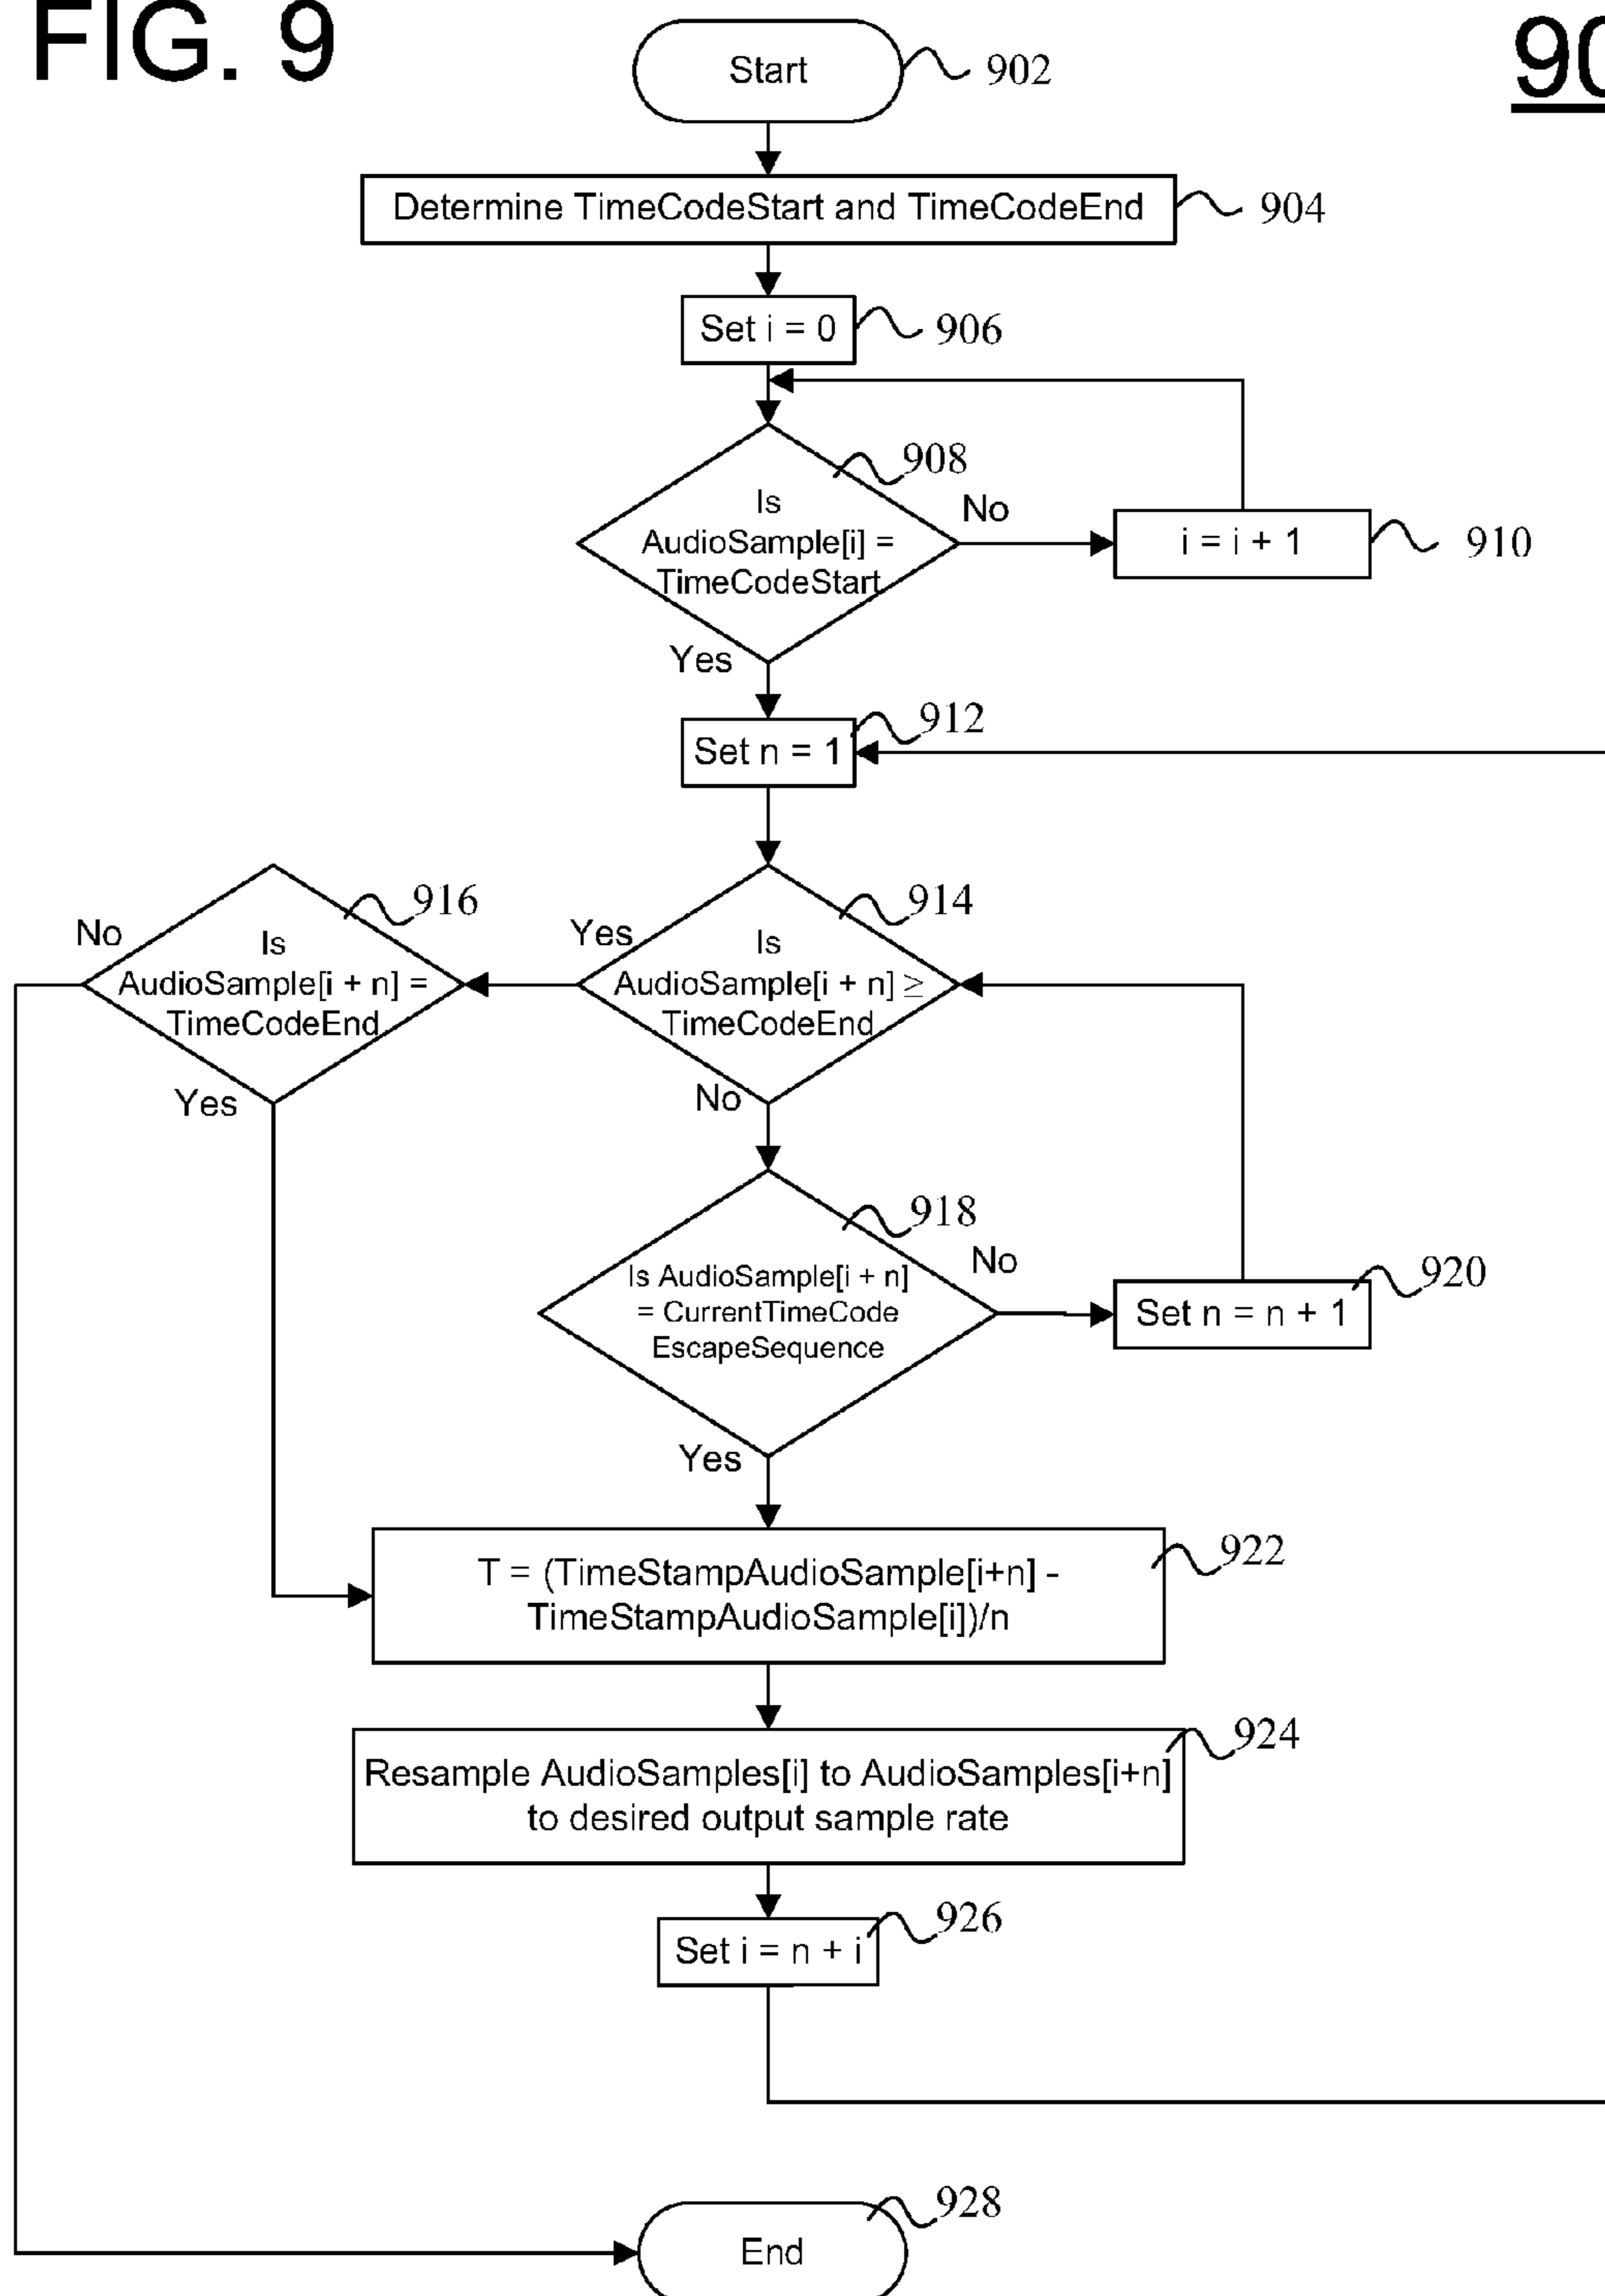 FIG. 9
90
Start
902
Determine TimeCodeStart and TimeCodeEnd
904
Set i = 0
906
908
Is
AudioSample[i] =
TimeCodeStart
No
i = i + 1
910
Yes
Set n = 1
912
916
No
Is
AudioSample[i + n] =
TimeCodeEnd
Yes
914
Yes
Is
AudioSample[i + n] ≥
TimeCodeEnd
No
918
Is AudioSample[i + n]
= CurrentTimeCode
EscapeSequence
No
Set n = n + 1
920
Yes
T = (TimeStampAudioSample[i+n] -
TimeStampAudioSample[i])/n
922
Resample AudioSamples[i] to AudioSamples[i+n]
to desired output sample rate
924
Set i = n + i
926
End
928